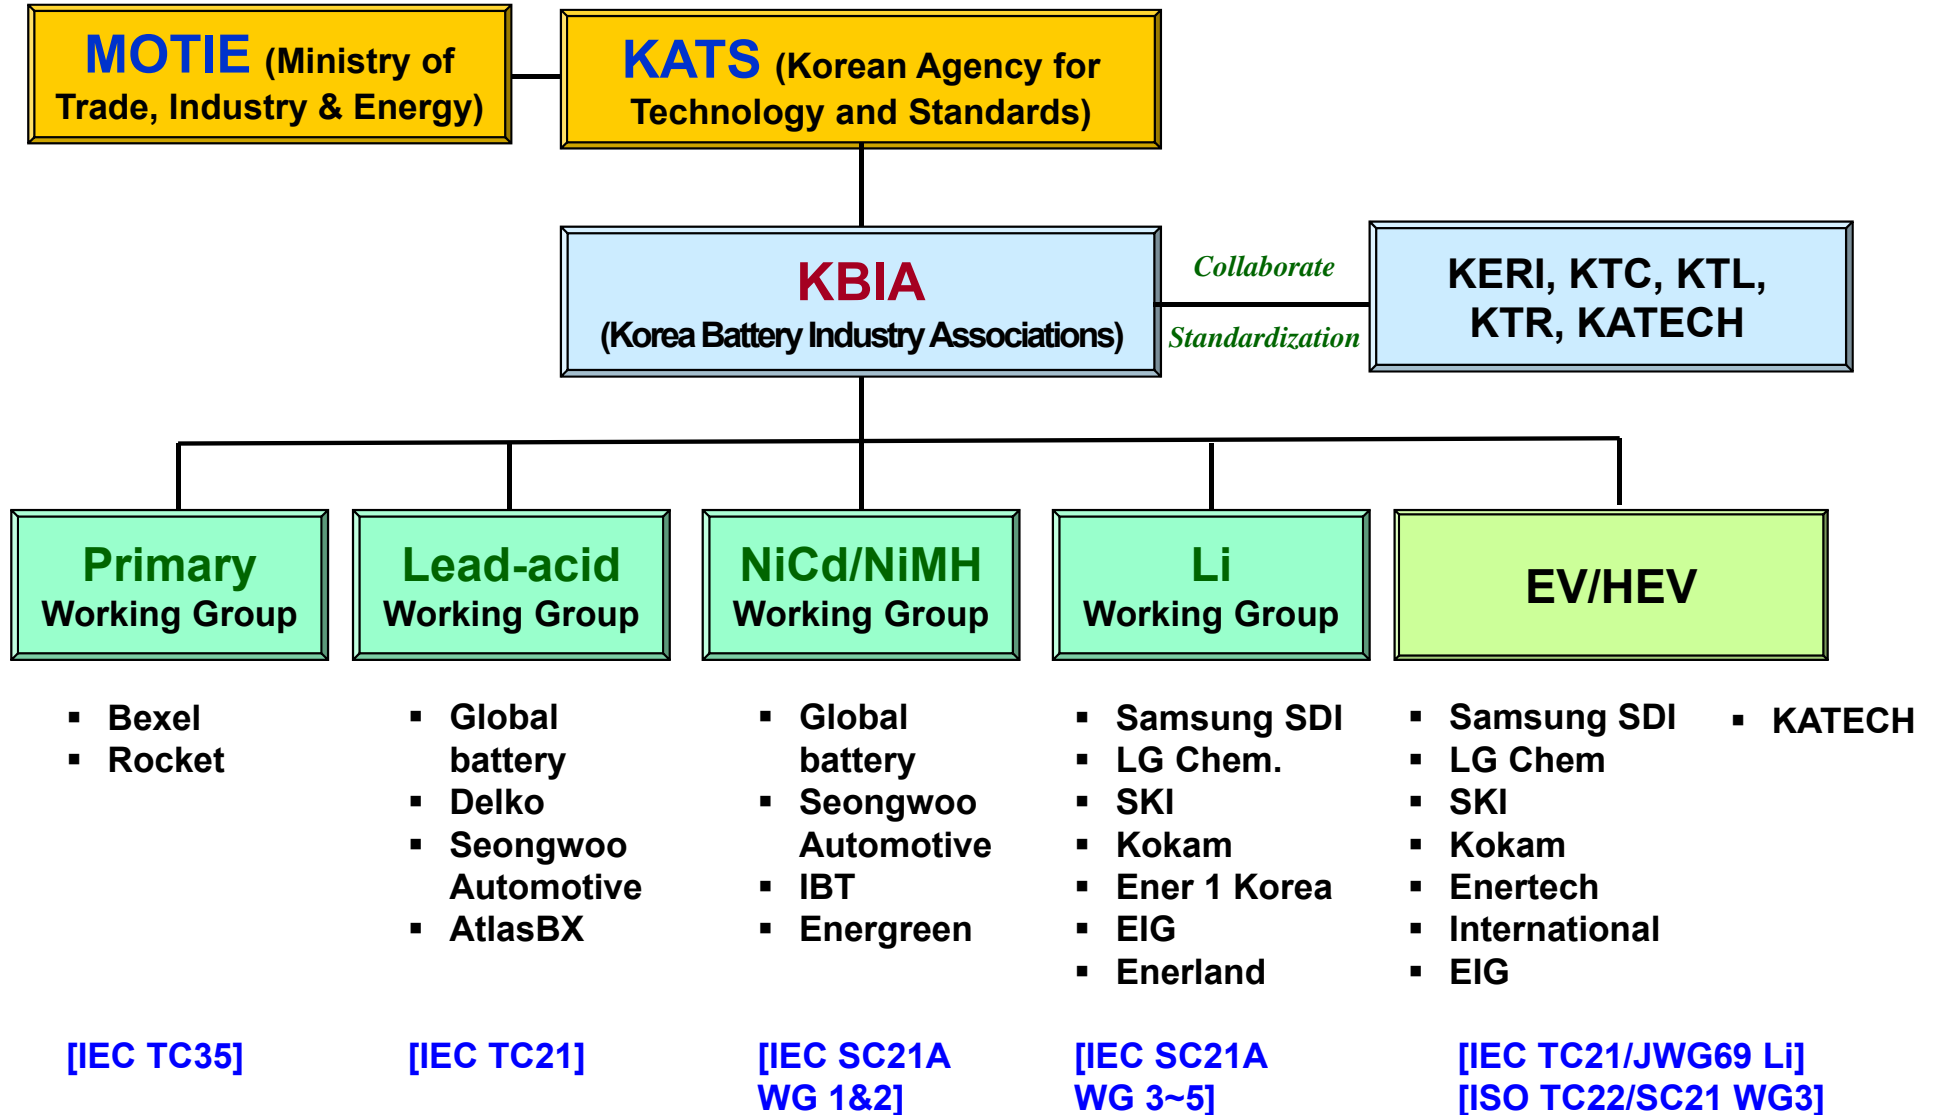 MOTIE (Ministry of
Trade, Industry & Energy)
KATS (Korean Agency for
Technology and Standards)
KBIA
(Korea Battery Industry Associations)
Collaborate
Standardization
KERI, KTC, KTL,
KTR, KATECH
Primary
Working Group
Lead-acid
Working Group
NiCd/NiMH
Working Group
Li
Working Group
EV/HEV
▪ Bexel
▪ Rocket
▪ Global
battery
▪ Delko
▪ Seongwoo
Automotive
▪ AtlasBX
▪ Global
battery
▪ Seongwoo
Automotive
▪ IBT
▪ Energreen
▪ Samsung SDI
▪ LG Chem.
▪ SKI
▪ Kokam
▪ Ener 1 Korea
▪ EIG
▪ Enerland
▪ Samsung SDI
▪ LG Chem
▪ SKI
▪ Kokam
▪ Enertech
▪ International
▪ EIG
▪ KATECH
[IEC TC35]
[IEC TC21]
[IEC SC21A
WG 1&2]
[IEC SC21A
WG 3~5]
[IEC TC21/JWG69 Li]
[ISO TC22/SC21 WG3]